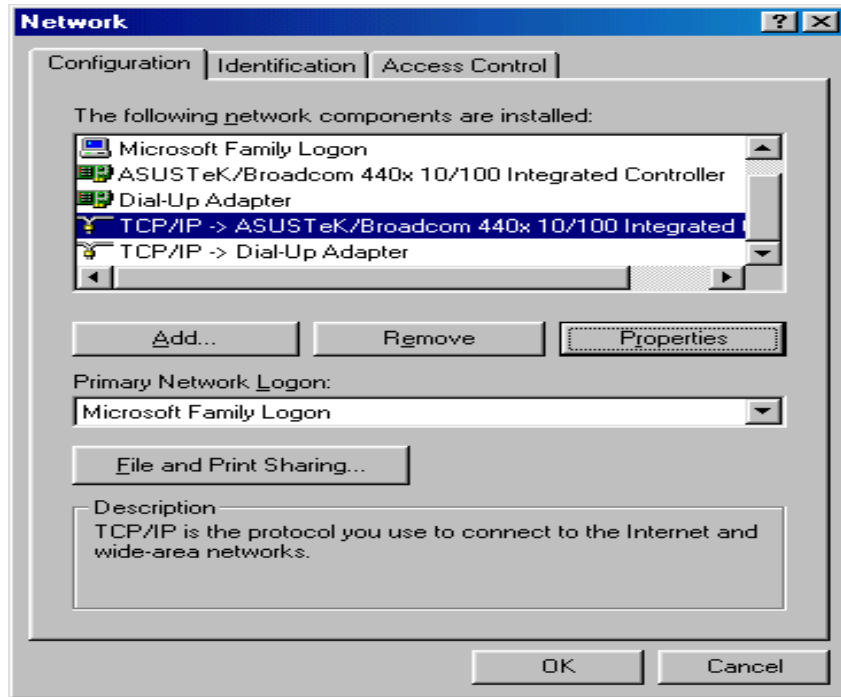 Network
Configuration Identification Access Control
The following network components are installed:
Microsoft Family Logon
ASUSTeK/Broadcom 440x 10/100 Integrated Controller
Dial-Up Adapter
TCP/IP -> ASUSTeK/Broadcom 440x 10/100 Integrated
TCP/IP -> Dial-Up Adapter
Add... Remove Properties
Primary Network Logon:
Microsoft Family Logon
File and Print Sharing...
Description
TCP/IP is the protocol you use to connect to the Internet and
wide-area networks.
OK Cancel